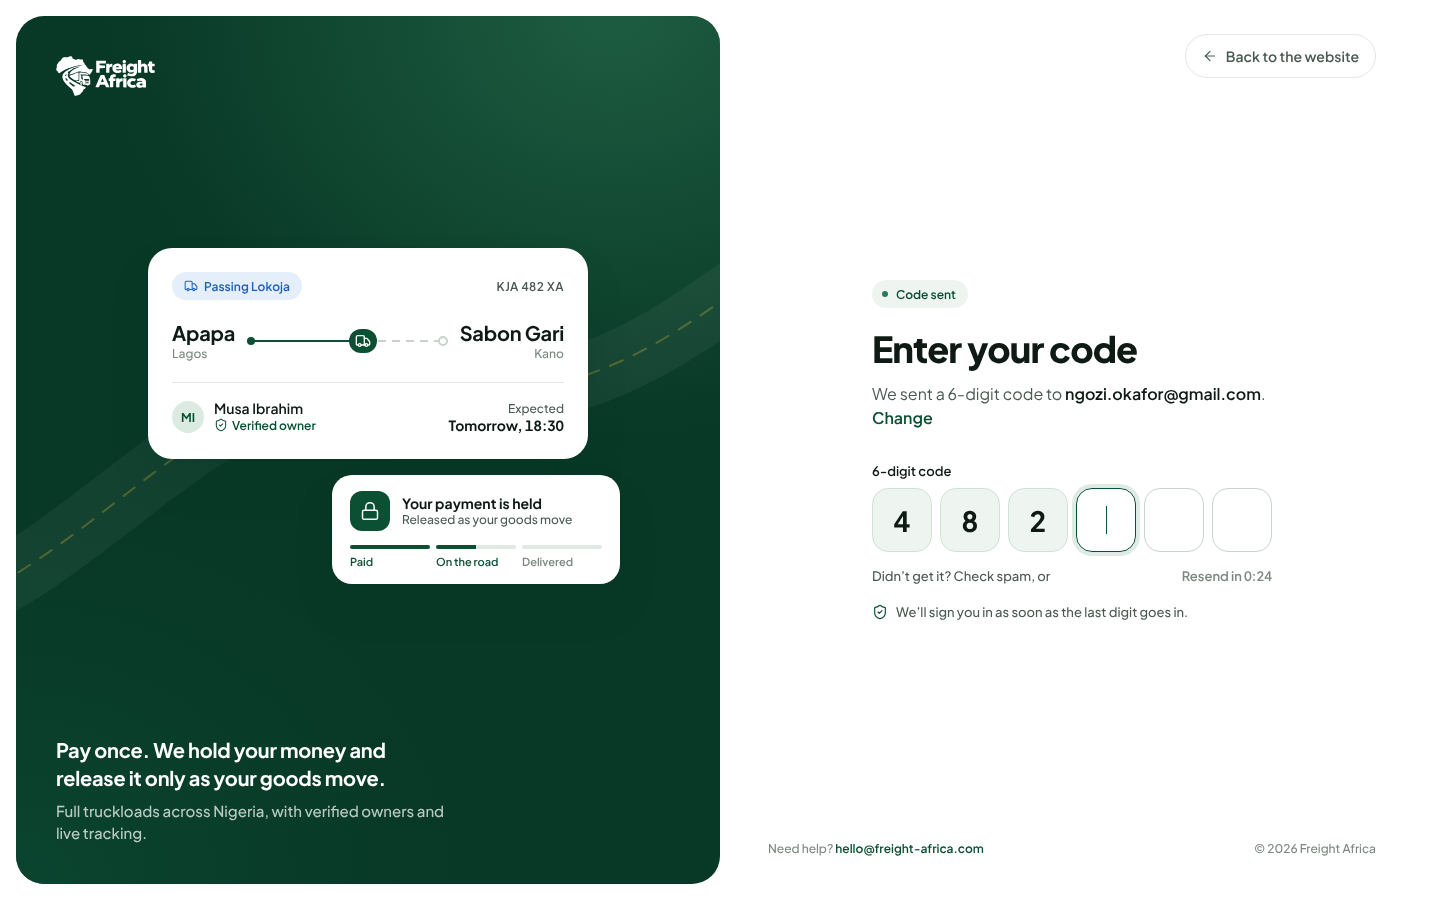 Freight
Africa
Passing Lokoja
KJA 482 XA
Apapa
Sabon Gari
Lagos
Kano
MI
Musa Ibrahim
Verified owner
Expected
Tomorrow, 18:30
Your payment is held
Released as your goods move
Paid
On the road
Delivered
Pay once. We hold your money and
release it only as your goods move.
Full truckloads across Nigeria, with verified owners and
live tracking.
Back to the website
Code sent
Enter your code
We sent a 6-digit code to ngozi.okafor@gmail.com.
Change
6-digit code
4 8 2
Didn't get it? Check spam, or
Resend in 0:24
We'll sign you in as soon as the last digit goes in.
Need help? hello@freight-africa.com
© 2026 Freight Africa